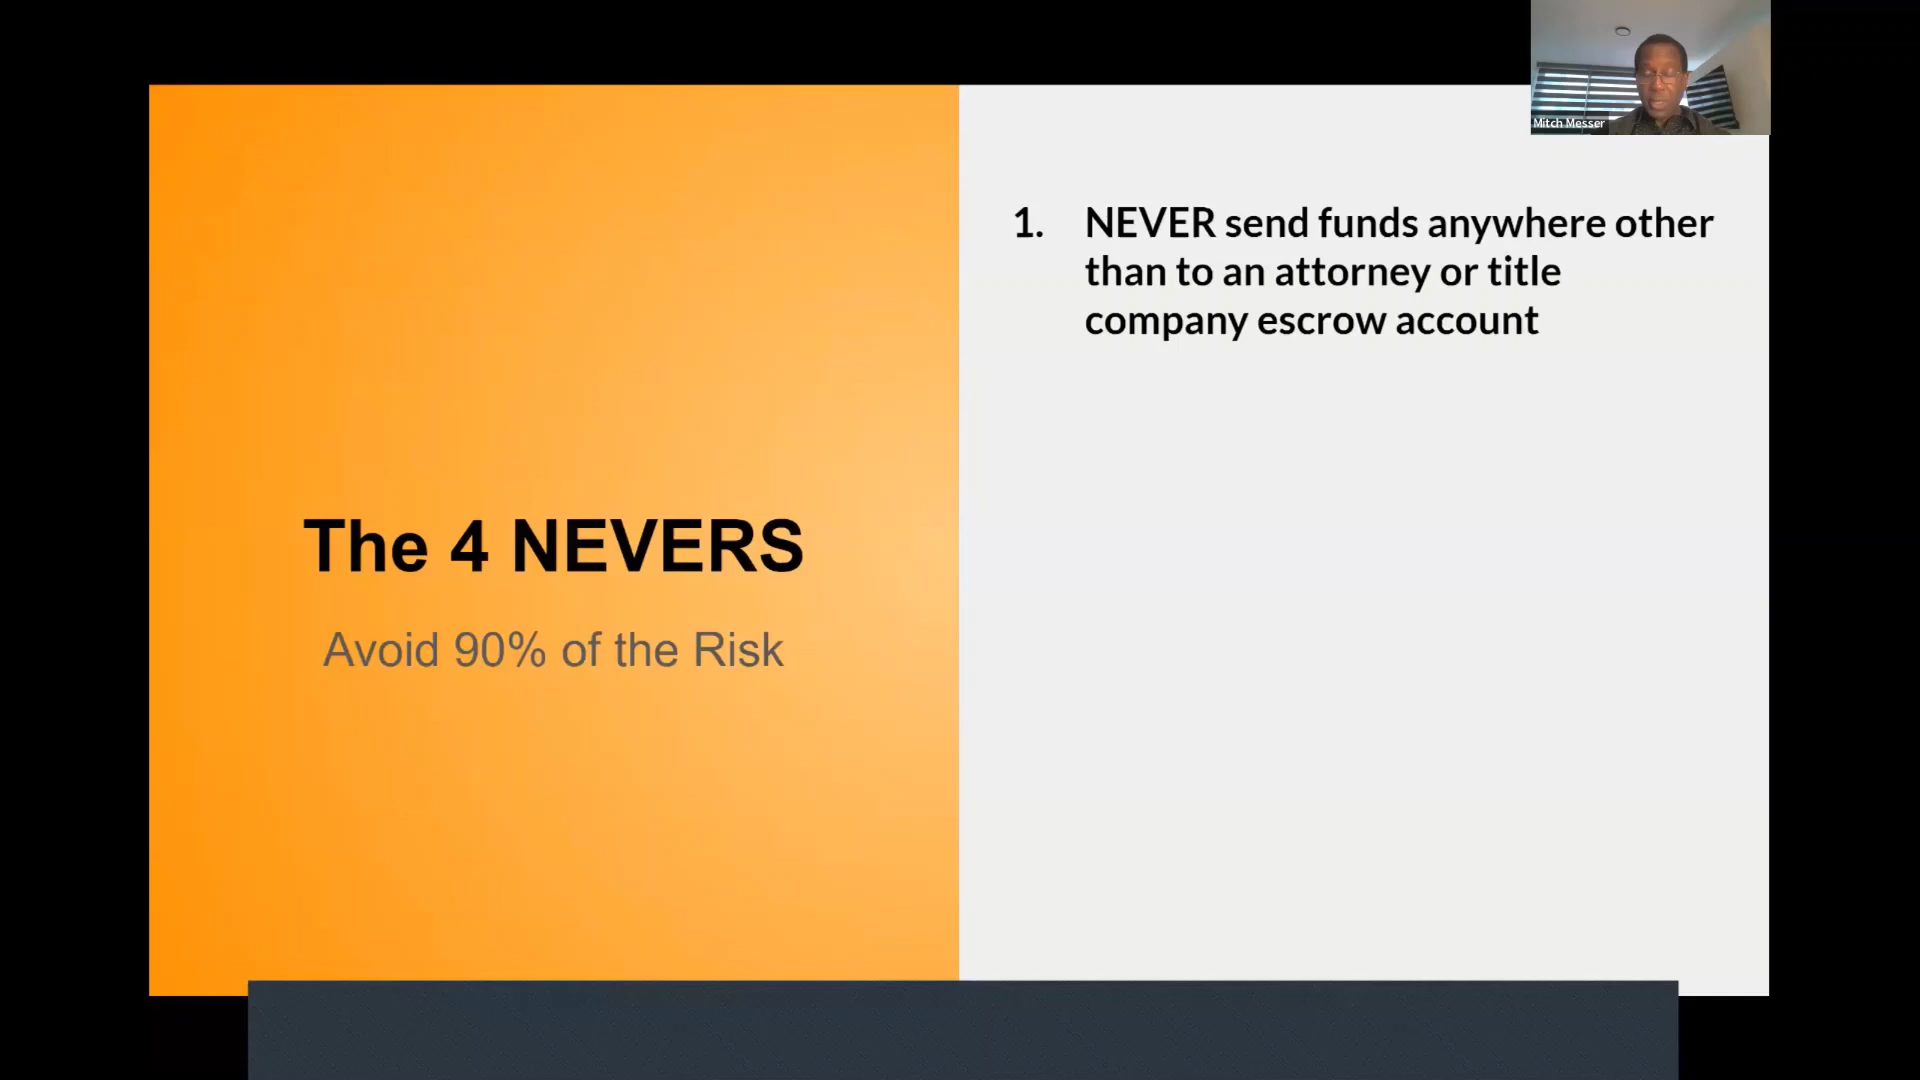 Mitch Messer
The 4 NEVERS
Avoid 90% of the Risk
1. NEVER send funds anywhere other
than to an attorney or title
company escrow account